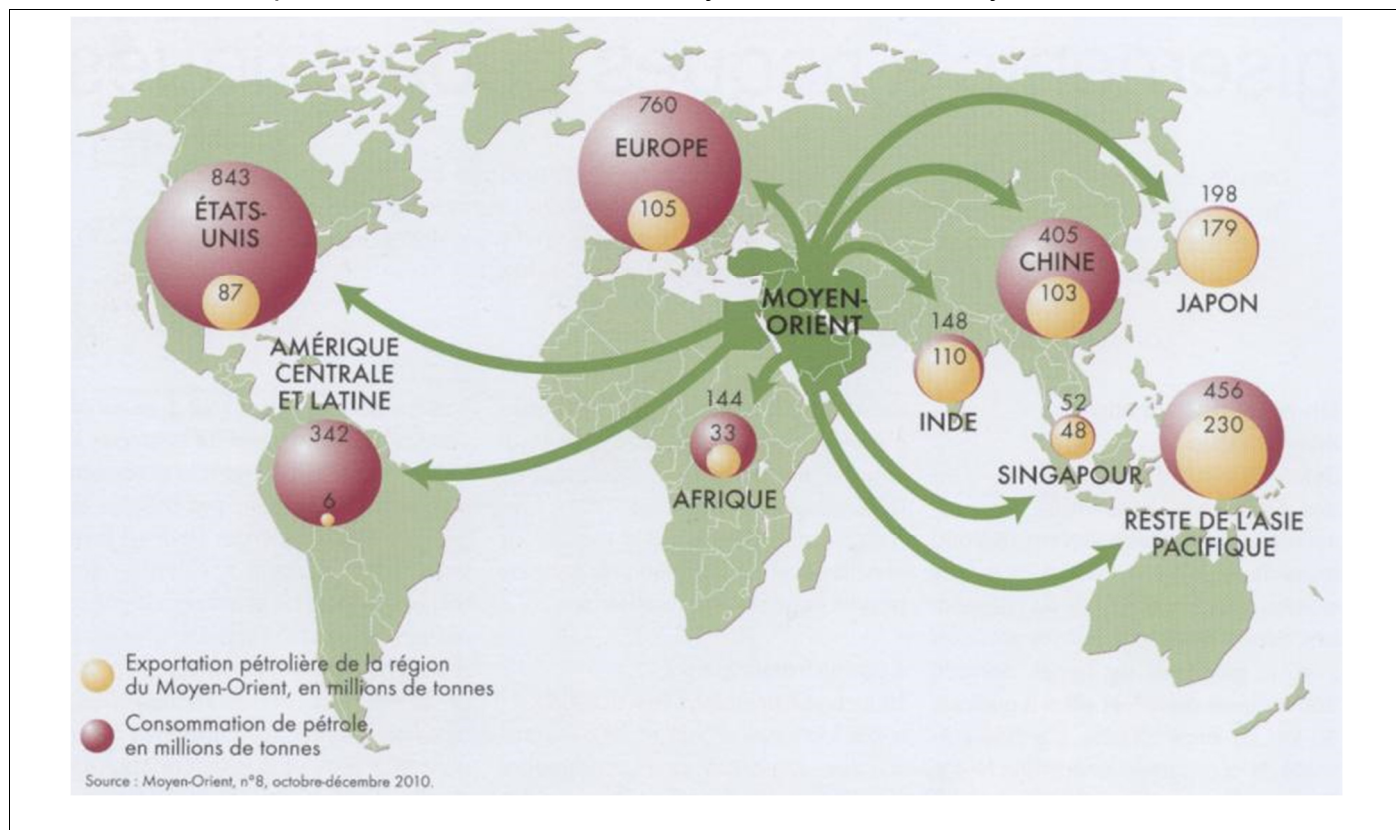 760
EUROPE
105
843
ÉTATS-
UNIS
87
198
179
JAPON
405
CHINE
103
MOYEN-
ORIENT
148
110
INDE
AMÉRIQUE
CENTRALE
ET LATINE
342
6
144
33
AFRIQUE
52
48
SINGAPOUR
456
230
RESTE DE L'ASIE
PACIFIQUE
Exportation pétrolière de la région
du Moyen-Orient, en millions de tonnes
Consommation de pétrole,
en millions de tonnes
Source : Moyen-Orient, n°8, octobre-décembre 2010.